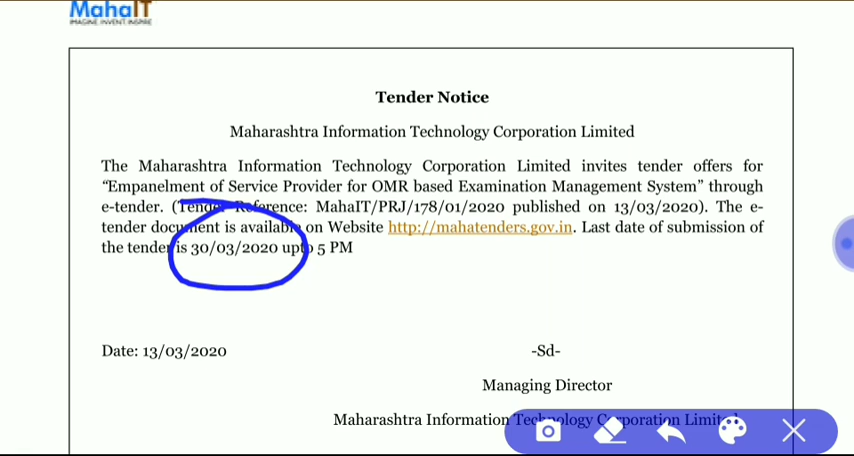 MahaIT
IMAGINE. INVENT. INSPIRE
Tender Notice
Maharashtra Information Technology Corporation Limited
The Maharashtra Information Technology Corporation Limited invites tender offers for
“Empanelment of Service Provider for OMR based Examination Management System” through
e-tender. (Tender Reference: MahaIT/PRJ/178/01/2020 published on 13/03/2020). The e-
tender document is available on Website http://mahatenders.gov.in. Last date of submission of
the tender is 30/03/2020 upto 5 PM
Date: 13/03/2020 -Sd-
Managing Director
Maharashtra Information Technology Corporation Limited